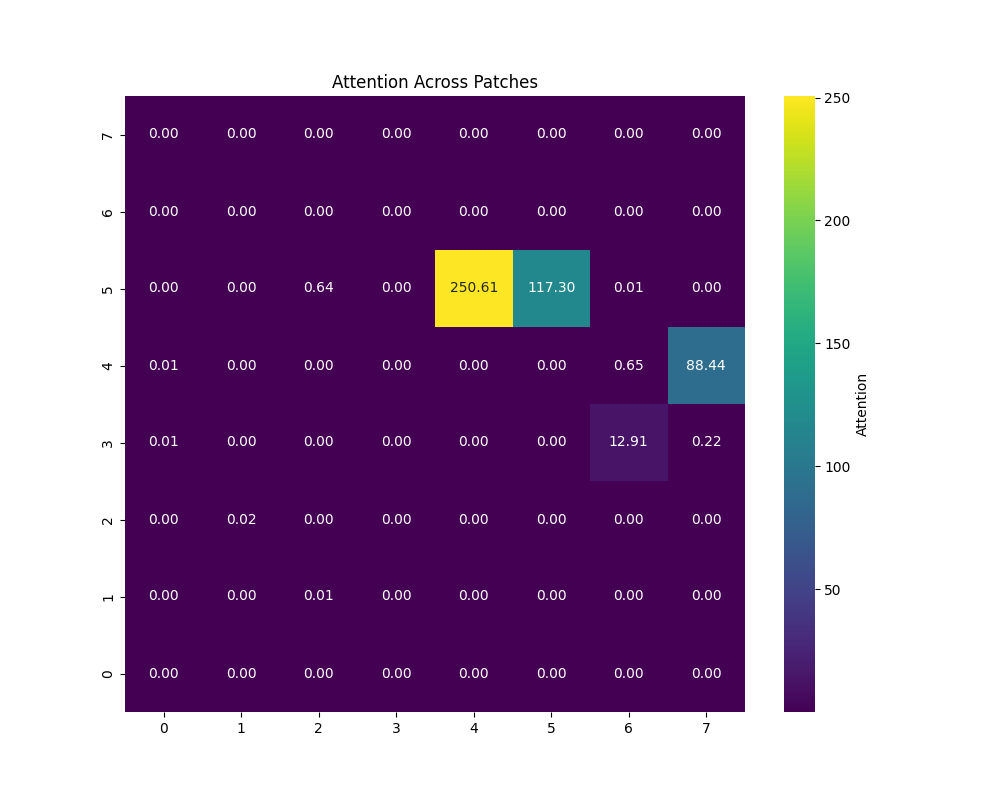 Attention Across Patches
7 0.00 0.00 0.00 0.00 0.00 0.00 0.00 0.00
6 0.00 0.00 0.00 0.00 0.00 0.00 0.00 0.00
5 0.00 0.00 0.64 0.00 250.61 117.30 0.01 0.00
4 0.01 0.00 0.00 0.00 0.00 0.00 0.65 88.44
3 0.01 0.00 0.00 0.00 0.00 0.00 12.91 0.22
2 0.00 0.02 0.00 0.00 0.00 0.00 0.00 0.00
1 0.00 0.00 0.01 0.00 0.00 0.00 0.00 0.00
0 0.00 0.00 0.00 0.00 0.00 0.00 0.00 0.00
0 1 2 3 4 5 6 7
250
200
150
100
50
Attention